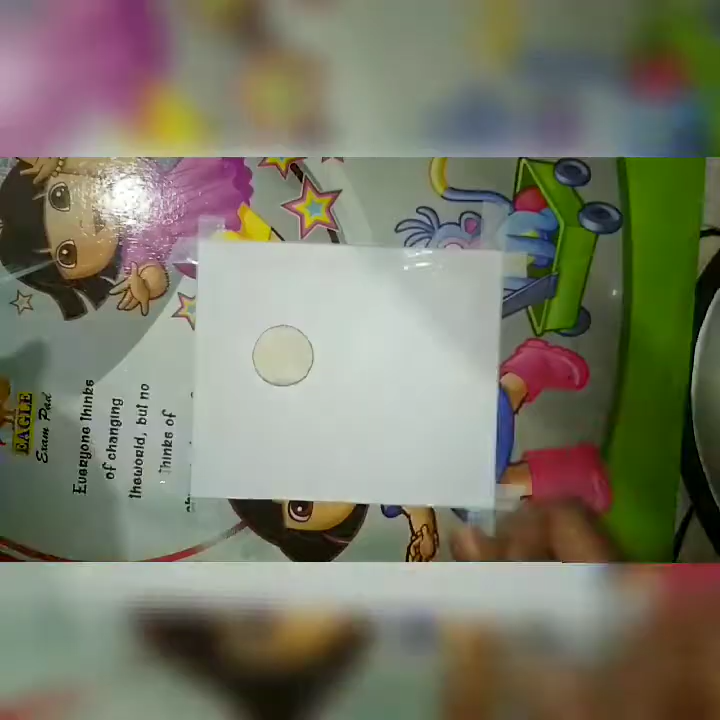 EAGLE
Exam Pad
Everyone thinks
of changing
theworld, but no
thinks of